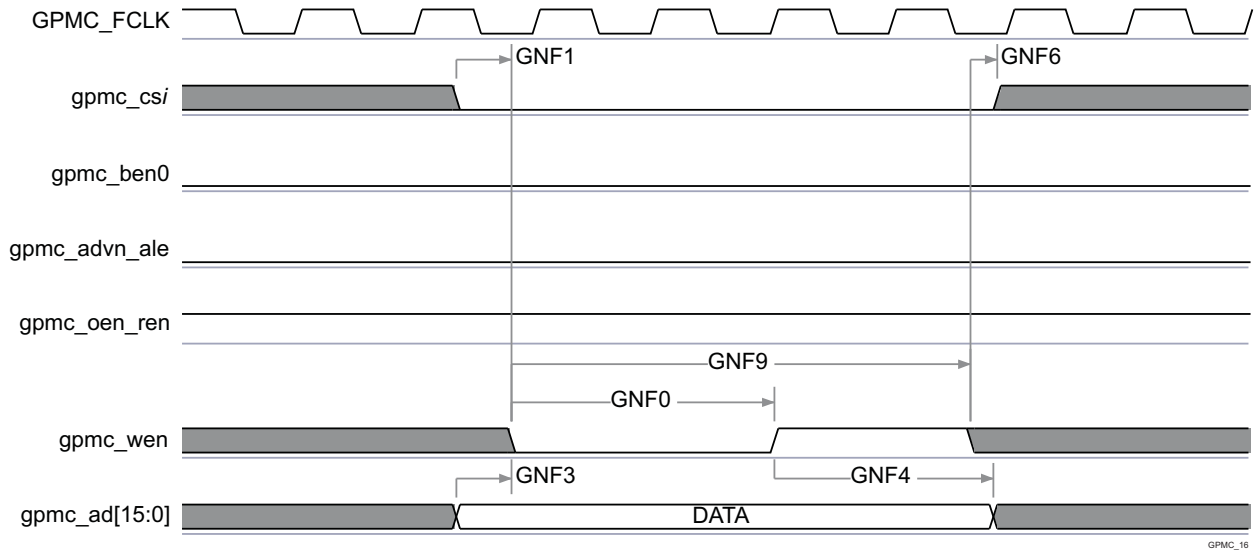 GPMC_FCLK
GNF1
GNF6
gpmc_csi
gpmc_ben0
gpmc_advn_ale
gpmc_oen_ren
GNF9
GNF0
gpmc_wen
GNF3
GNF4
gpmc_ad[15:0]
DATA
GPMC_16